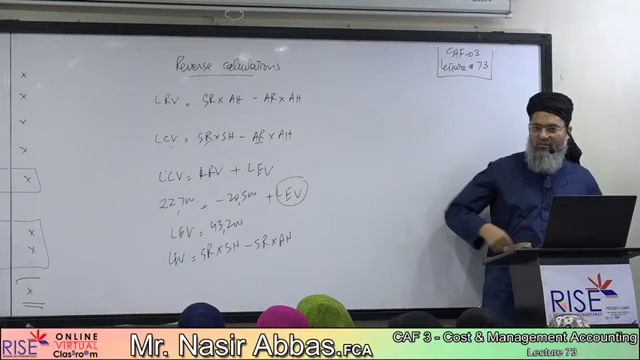 CAF-03
Lecture # 73
Reverse calculations
LRV = SR × AH - AR × AH
LCV = SR × SH - AR × AH
LCV = LRV + LEV
22,700 = -20,500 + LEV
LEV = 43,200
LEV = SR × SH - SR × AH
x
x
x
x
x
x
x
RISE
RISE
ONLINE
VIRTUAL
Classroom
Mr. Nasir Abbas.FCA
CAF 3 - Cost & Management Accounting
Lecture 73